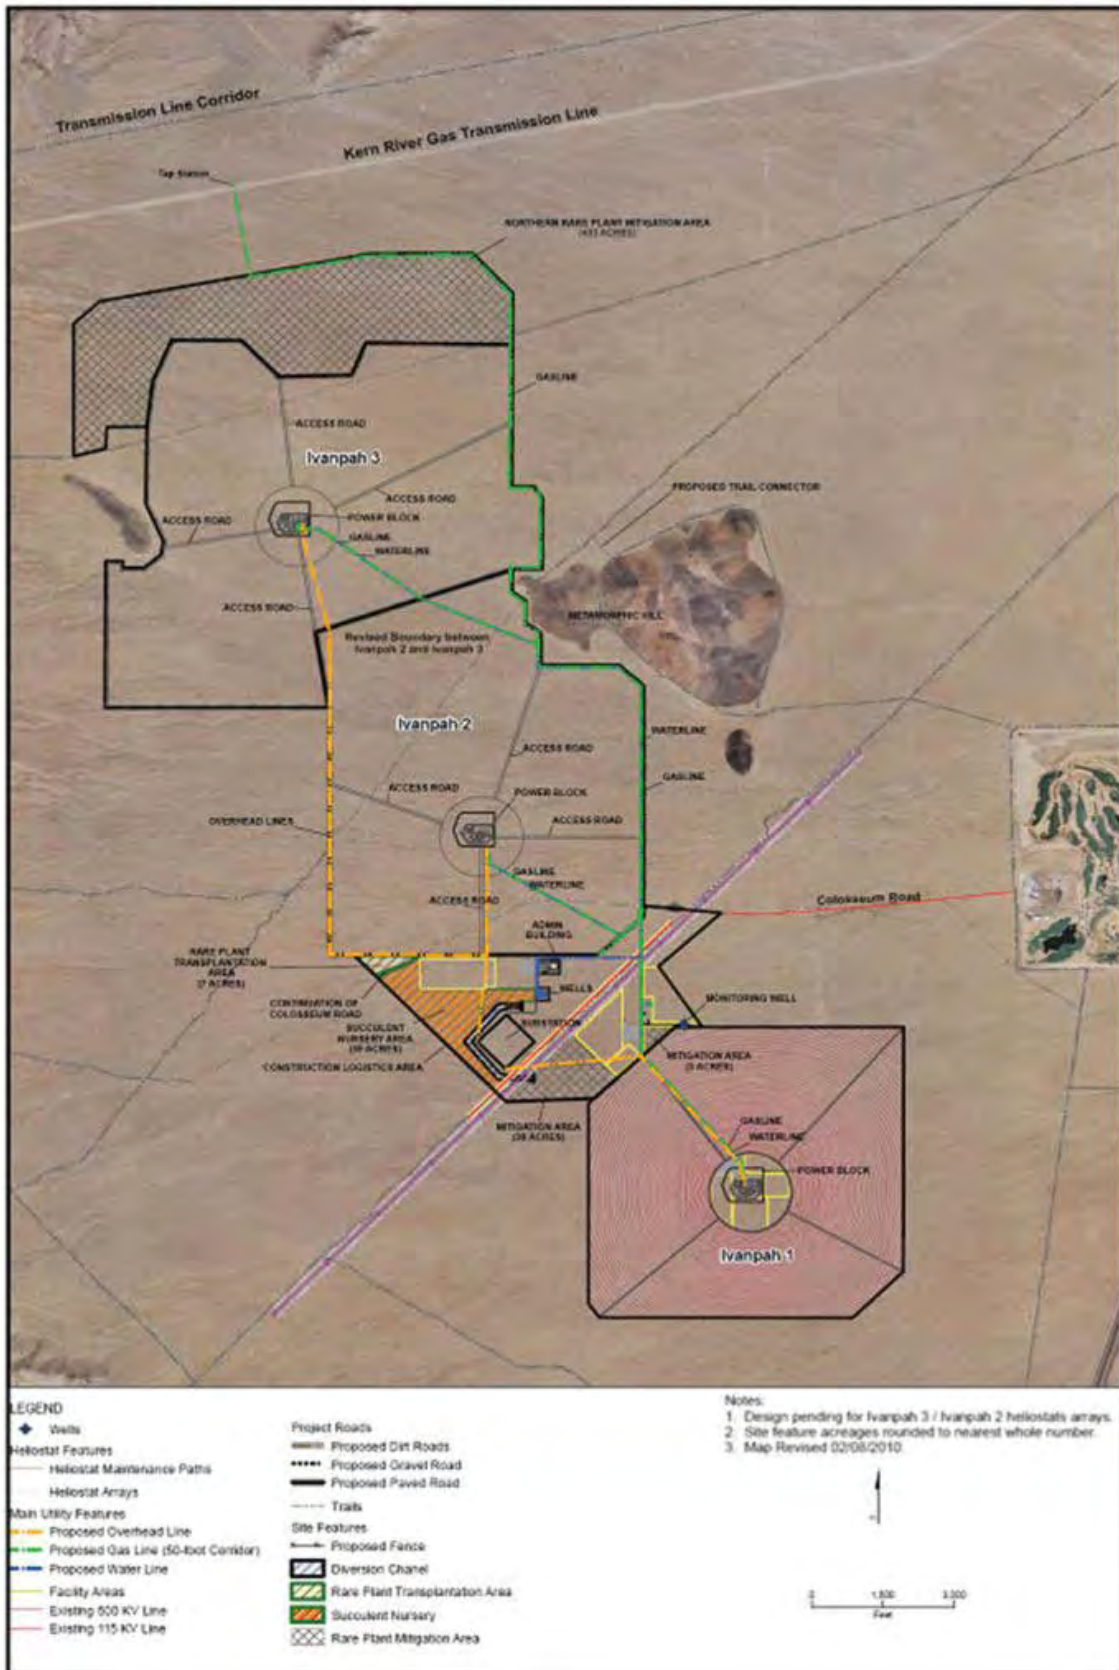 Transmission Line Corridor
Kern River Gas Transmission Line
Tap Station
NORTHERN RARE PLANT MITIGATION AREA
(433 ACRES)
GASLINE
ACCESS ROAD
Ivanpah 3
PROPOSED TRAIL CONNECTOR
ACCESS ROAD
ACCESS ROAD
POWER BLOCK
GASLINE
WATERLINE
ACCESS ROAD
METAMORPHIC HILL
Revised Boundary between
Ivanpah 2 and Ivanpah 3
Ivanpah 2
WATERLINE
ACCESS ROAD
GASLINE
ACCESS ROAD
POWER BLOCK
OVERHEAD LINES
ACCESS ROAD
GASLINE
WATERLINE
ACCESS ROAD
Colosseum Road
ADMIN
BUILDING
RARE PLANT
TRANSPLANTATION
AREA
(7 ACRES)
WELLS
MONITORING WELL
CONTINUATION OF
COLOSSEUM ROAD
SUBSTATION
SUCCULENT
NURSERY AREA
CONSTRUCTION LOGISTICS AREA
MITIGATION AREA
(5 ACRES)
MITIGATION AREA
GASLINE
WATERLINE
POWER BLOCK
Ivanpah 1
LEGEND
Wells
Heliostat Features
Heliostat Maintenance Paths
Heliostat Arrays
Main Utility Features
Proposed Overhead Line
Proposed Gas Line (50-foot Corridor)
Proposed Water Line
Facility Areas
Existing 500 KV Line
Existing 115 KV Line
Project Roads
Proposed Dirt Roads
Proposed Gravel Road
Proposed Paved Road
Trails
Site Features
Proposed Fence
Diversion Chanel
Rare Plant Transplantation Area
Succulent Nursery
Rare Plant Mitigation Area
Notes:
1. Design pending for Ivanpah 3 / Ivanpah 2 heliostats arrays.
2. Site feature acreages rounded to nearest whole number.
3. Map Revised 02/08/2010
0 1,500 3,000
Feet